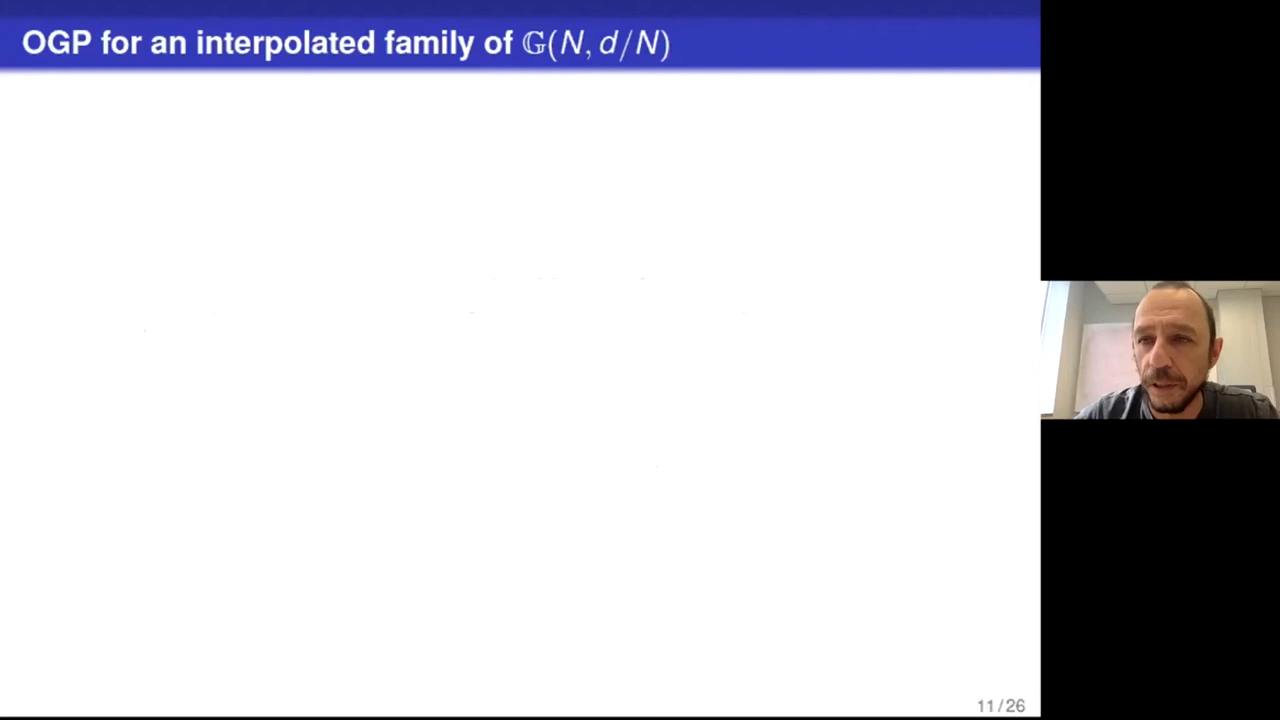 OGP for an interpolated family of 𝔾(N, d/N)
11/26